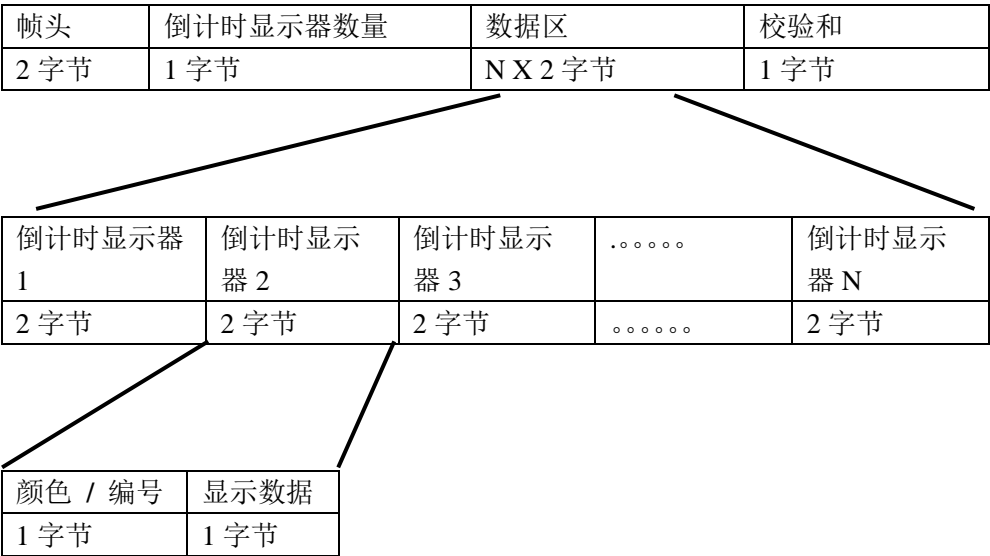 帧头 倒计时显示器数量 数据区 校验和
2 字节 1 字节 N X 2 字节 1 字节
倒计时显示器 倒计时显示 倒计时显示 .。。。。。 倒计时显示
1 器 2 器 3 器 N
2 字节 2 字节 2 字节 。。。。。。 2 字节
颜色 / 编号 显示数据
1 字节 1 字节